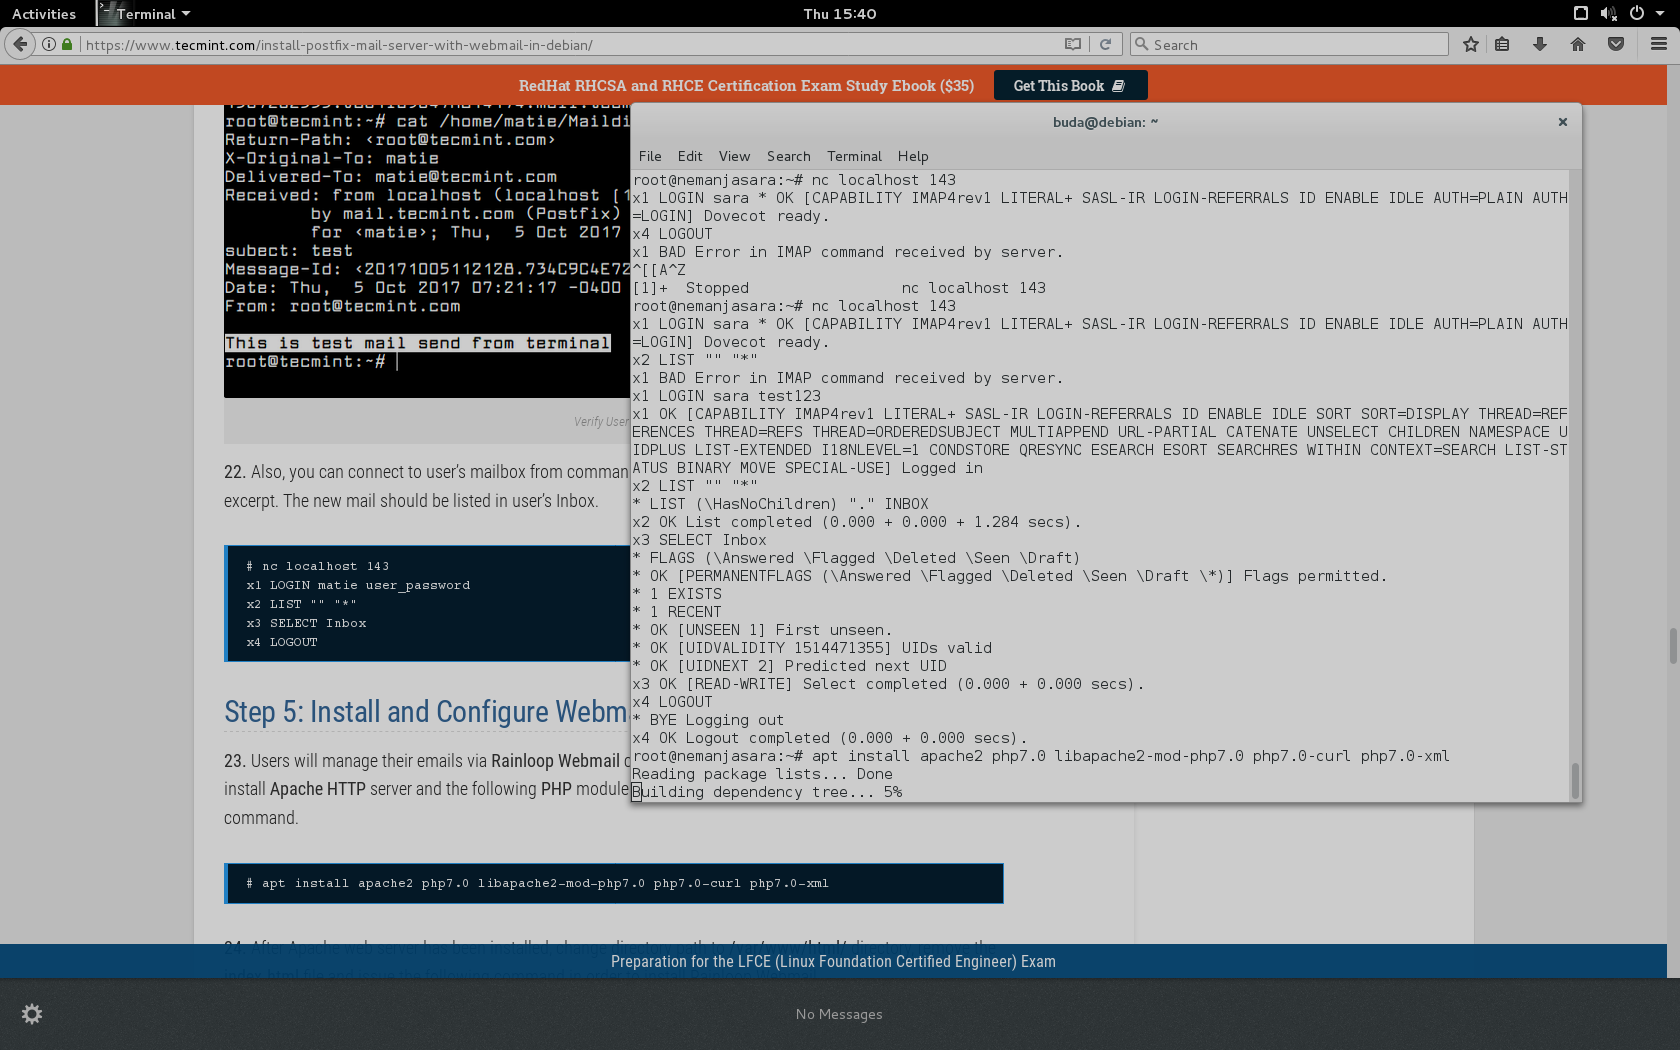 Activities
Terminal
Thu 15:40
https://www.tecmint.com/install-postfix-mail-server-with-webmail-in-debian/
Search
RedHat RHCSA and RHCE Certification Exam Study Ebook ($35)
Get This Book
root@tecmint:~# cat /home/matie/Maildi
Return-Path: <root@tecmint.com>
X-Original-To: matie
Delivered-To: matie@tecmint.com
Received: from localhost (localhost [1
by mail.tecmint.com (Postfix)
for <matie>; Thu,  5 Oct 2017
subect: test
Message-Id: <20171005112128.734C9C4E72
Date: Thu,  5 Oct 2017 07:21:17 -0400
From: root@tecmint.com
This is test mail send from terminal
root@tecmint:~#
Verify User
22. Also, you can connect to user's mailbox from comman
excerpt. The new mail should be listed in user's Inbox.
# nc localhost 143
x1 LOGIN matie user_password
x2 LIST "" "*"
x3 SELECT Inbox
x4 LOGOUT
Step 5: Install and Configure Webm
23. Users will manage their emails via Rainloop Webmail
install Apache HTTP server and the following PHP module
command.
# apt install apache2 php7.0 libapache2-mod-php7.0 php7.0-curl php7.0-xml
24. After Apache web server has been installed, change directory path to /var/www/html/ directory, remove the
Preparation for the LFCE (Linux Foundation Certified Engineer) Exam
No Messages
buda@debian: ~
File Edit View Search Terminal Help
root@nemanjasara:~# nc localhost 143
x1 LOGIN sara * OK [CAPABILITY IMAP4rev1 LITERAL+ SASL-IR LOGIN-REFERRALS ID ENABLE IDLE AUTH=PLAIN AUTH
=LOGIN] Dovecot ready.
x4 LOGOUT
x1 BAD Error in IMAP command received by server.
^[[A^Z
[1]+  Stopped                 nc localhost 143
root@nemanjasara:~# nc localhost 143
x1 LOGIN sara * OK [CAPABILITY IMAP4rev1 LITERAL+ SASL-IR LOGIN-REFERRALS ID ENABLE IDLE AUTH=PLAIN AUTH
=LOGIN] Dovecot ready.
x2 LIST "" "*"
x1 BAD Error in IMAP command received by server.
x1 LOGIN sara test123
x1 OK [CAPABILITY IMAP4rev1 LITERAL+ SASL-IR LOGIN-REFERRALS ID ENABLE IDLE SORT SORT=DISPLAY THREAD=REF
ERENCES THREAD=REFS THREAD=ORDEREDSUBJECT MULTIAPPEND URL-PARTIAL CATENATE UNSELECT CHILDREN NAMESPACE U
IDPLUS LIST-EXTENDED I18NLEVEL=1 CONDSTORE QRESYNC ESEARCH ESORT SEARCHRES WITHIN CONTEXT=SEARCH LIST-ST
ATUS BINARY MOVE SPECIAL-USE] Logged in
x2 LIST "" "*"
* LIST (\HasNoChildren) "." INBOX
x2 OK List completed (0.000 + 0.000 + 1.284 secs).
x3 SELECT Inbox
* FLAGS (\Answered \Flagged \Deleted \Seen \Draft)
* OK [PERMANENTFLAGS (\Answered \Flagged \Deleted \Seen \Draft \*)] Flags permitted.
* 1 EXISTS
* 1 RECENT
* OK [UNSEEN 1] First unseen.
* OK [UIDVALIDITY 1514471355] UIDs valid
* OK [UIDNEXT 2] Predicted next UID
x3 OK [READ-WRITE] Select completed (0.000 + 0.000 secs).
x4 LOGOUT
* BYE Logging out
x4 OK Logout completed (0.000 + 0.000 secs).
root@nemanjasara:~# apt install apache2 php7.0 libapache2-mod-php7.0 php7.0-curl php7.0-xml
Reading package lists... Done
Building dependency tree... 5%